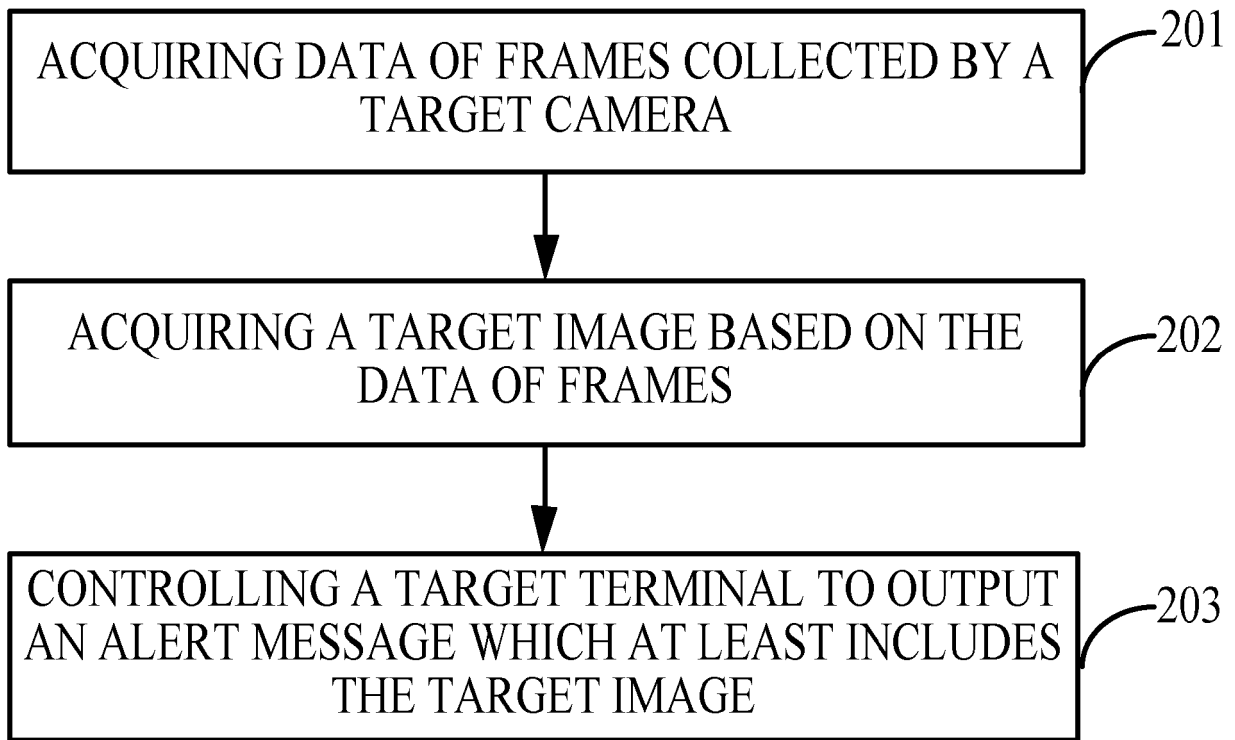 ACQUIRING DATA OF FRAMES COLLECTED BY A
TARGET CAMERA
201
ACQUIRING A TARGET IMAGE BASED ON THE
DATA OF FRAMES
202
CONTROLLING A TARGET TERMINAL TO OUTPUT
AN ALERT MESSAGE WHICH AT LEAST INCLUDES
THE TARGET IMAGE
203